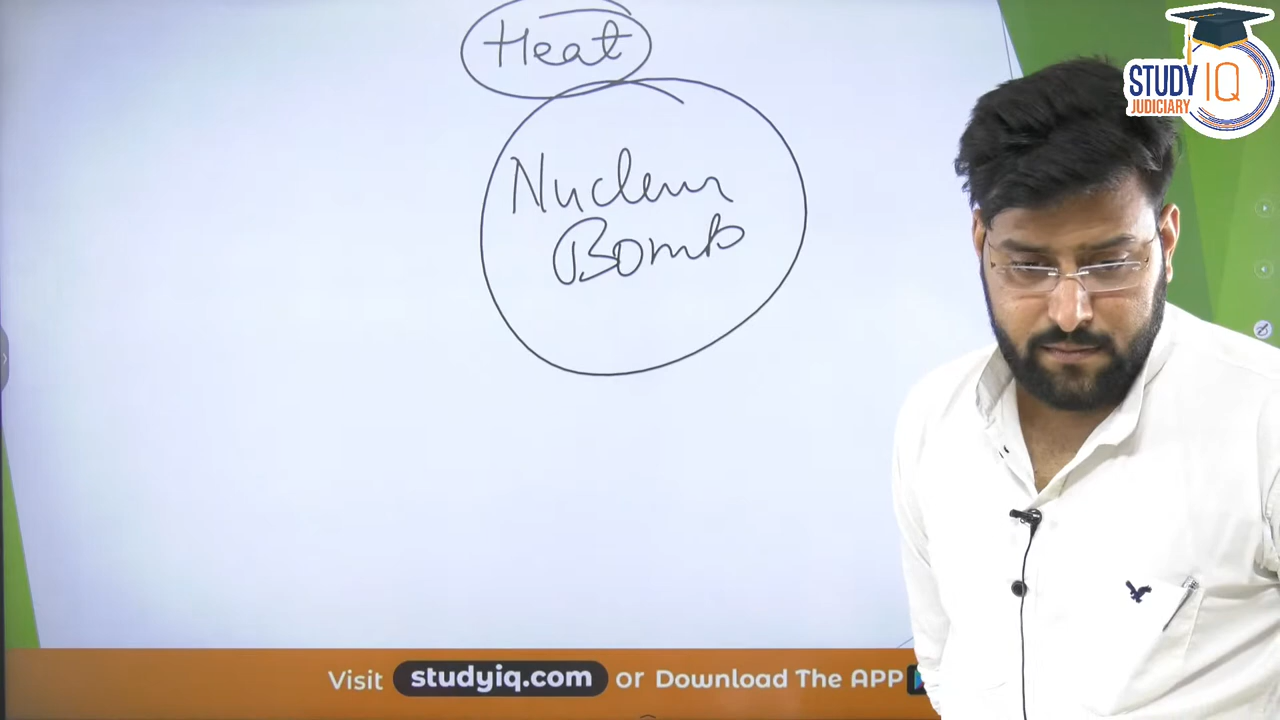 Heat
Nuclear
Bomb
STUDY IQ
JUDICIARY
Visit studyiq.com or Download The APP